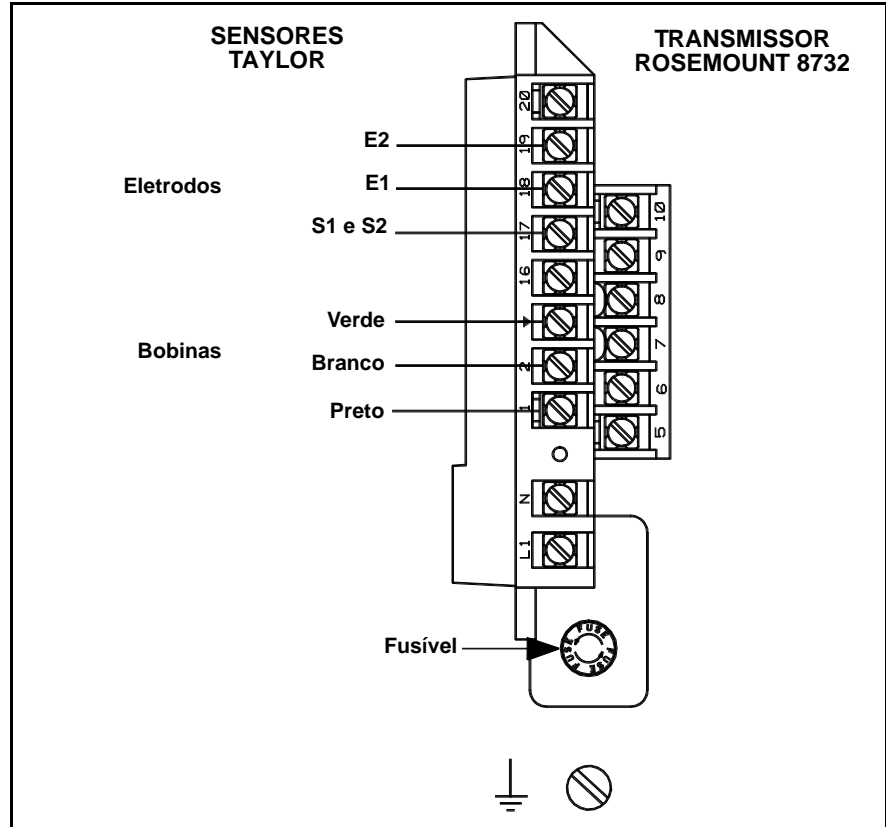 SENSORES
TAYLOR
TRANSMISSOR
ROSEMOUNT 8732
20
E2
19
Eletrodos
E1
18
10
S1 e S2
17
9
16
8
Verde
7
Bobinas
Branco
2
6
Preto
1
5
N
L1
Fusível
FUSE
FUSE
FUSE